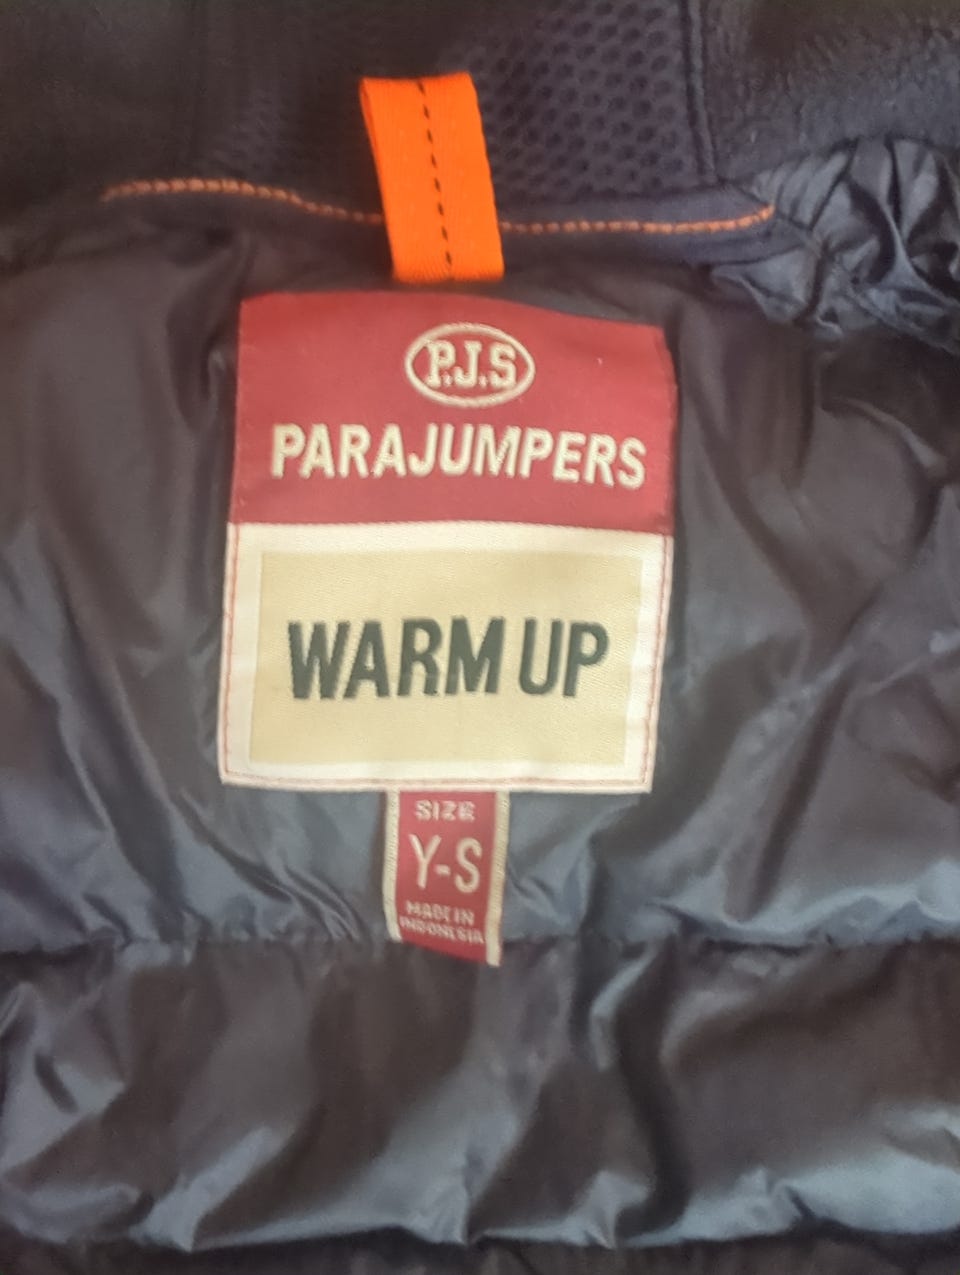 P.J.S
PARAJUMPERS
WARM UP
SIZE
Y-S
MADE IN
INDONESIA